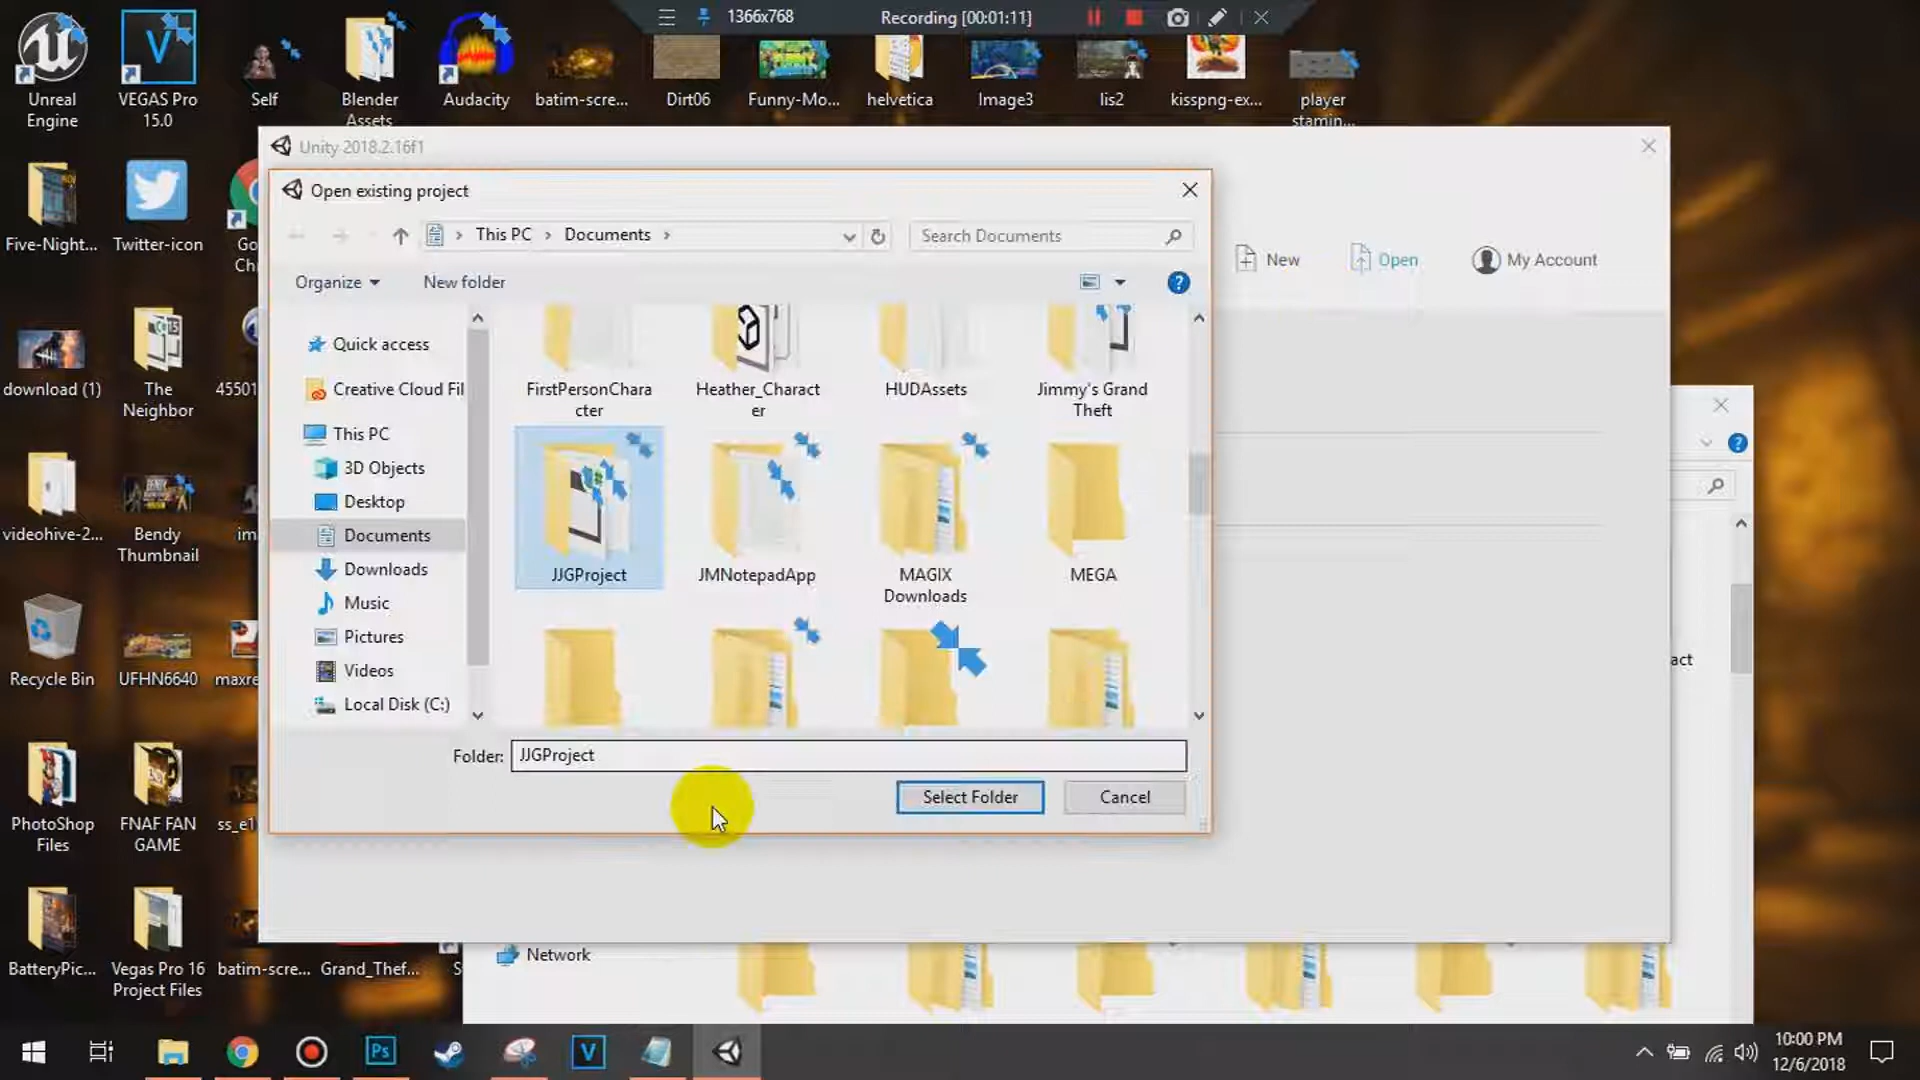 1366x768
Recording [00:01:11]
Unreal
Engine
VEGAS Pro
15.0
Self
Blender
Assets
Audacity
batim-scre...
Dirt06
Funny-Mo...
helvetica
Image3
lis2
kisspng-ex...
player
stamin...
Unity 2018.2.16f1
Open existing project
This PC
Documents
Search Documents
New
Open
My Account
Organize
New folder
Five-Night...
Twitter-icon
Quick access
Creative Cloud Fil
This PC
3D Objects
Desktop
Documents
Downloads
Music
Pictures
Videos
Local Disk (C:)
FirstPersonChara
cter
Heather_Charact
er
HUDAssets
Jimmy's Grand
Theft
JJGProject
JMNotepadApp
MAGIX
Downloads
MEGA
download (1)
The
Neighbor
45501
videohive-2...
Bendy
Thumbnail
im
Recycle Bin
UFHN6640
maxre
act
Folder:
JJGProject
Select Folder
Cancel
PhotoShop
Files
FNAF FAN
GAME
ss_e1
Network
BatteryPic...
Vegas Pro 16
Project Files
batim-scre...
Grand_Thef...
Ps
V
10:00 PM
12/6/2018